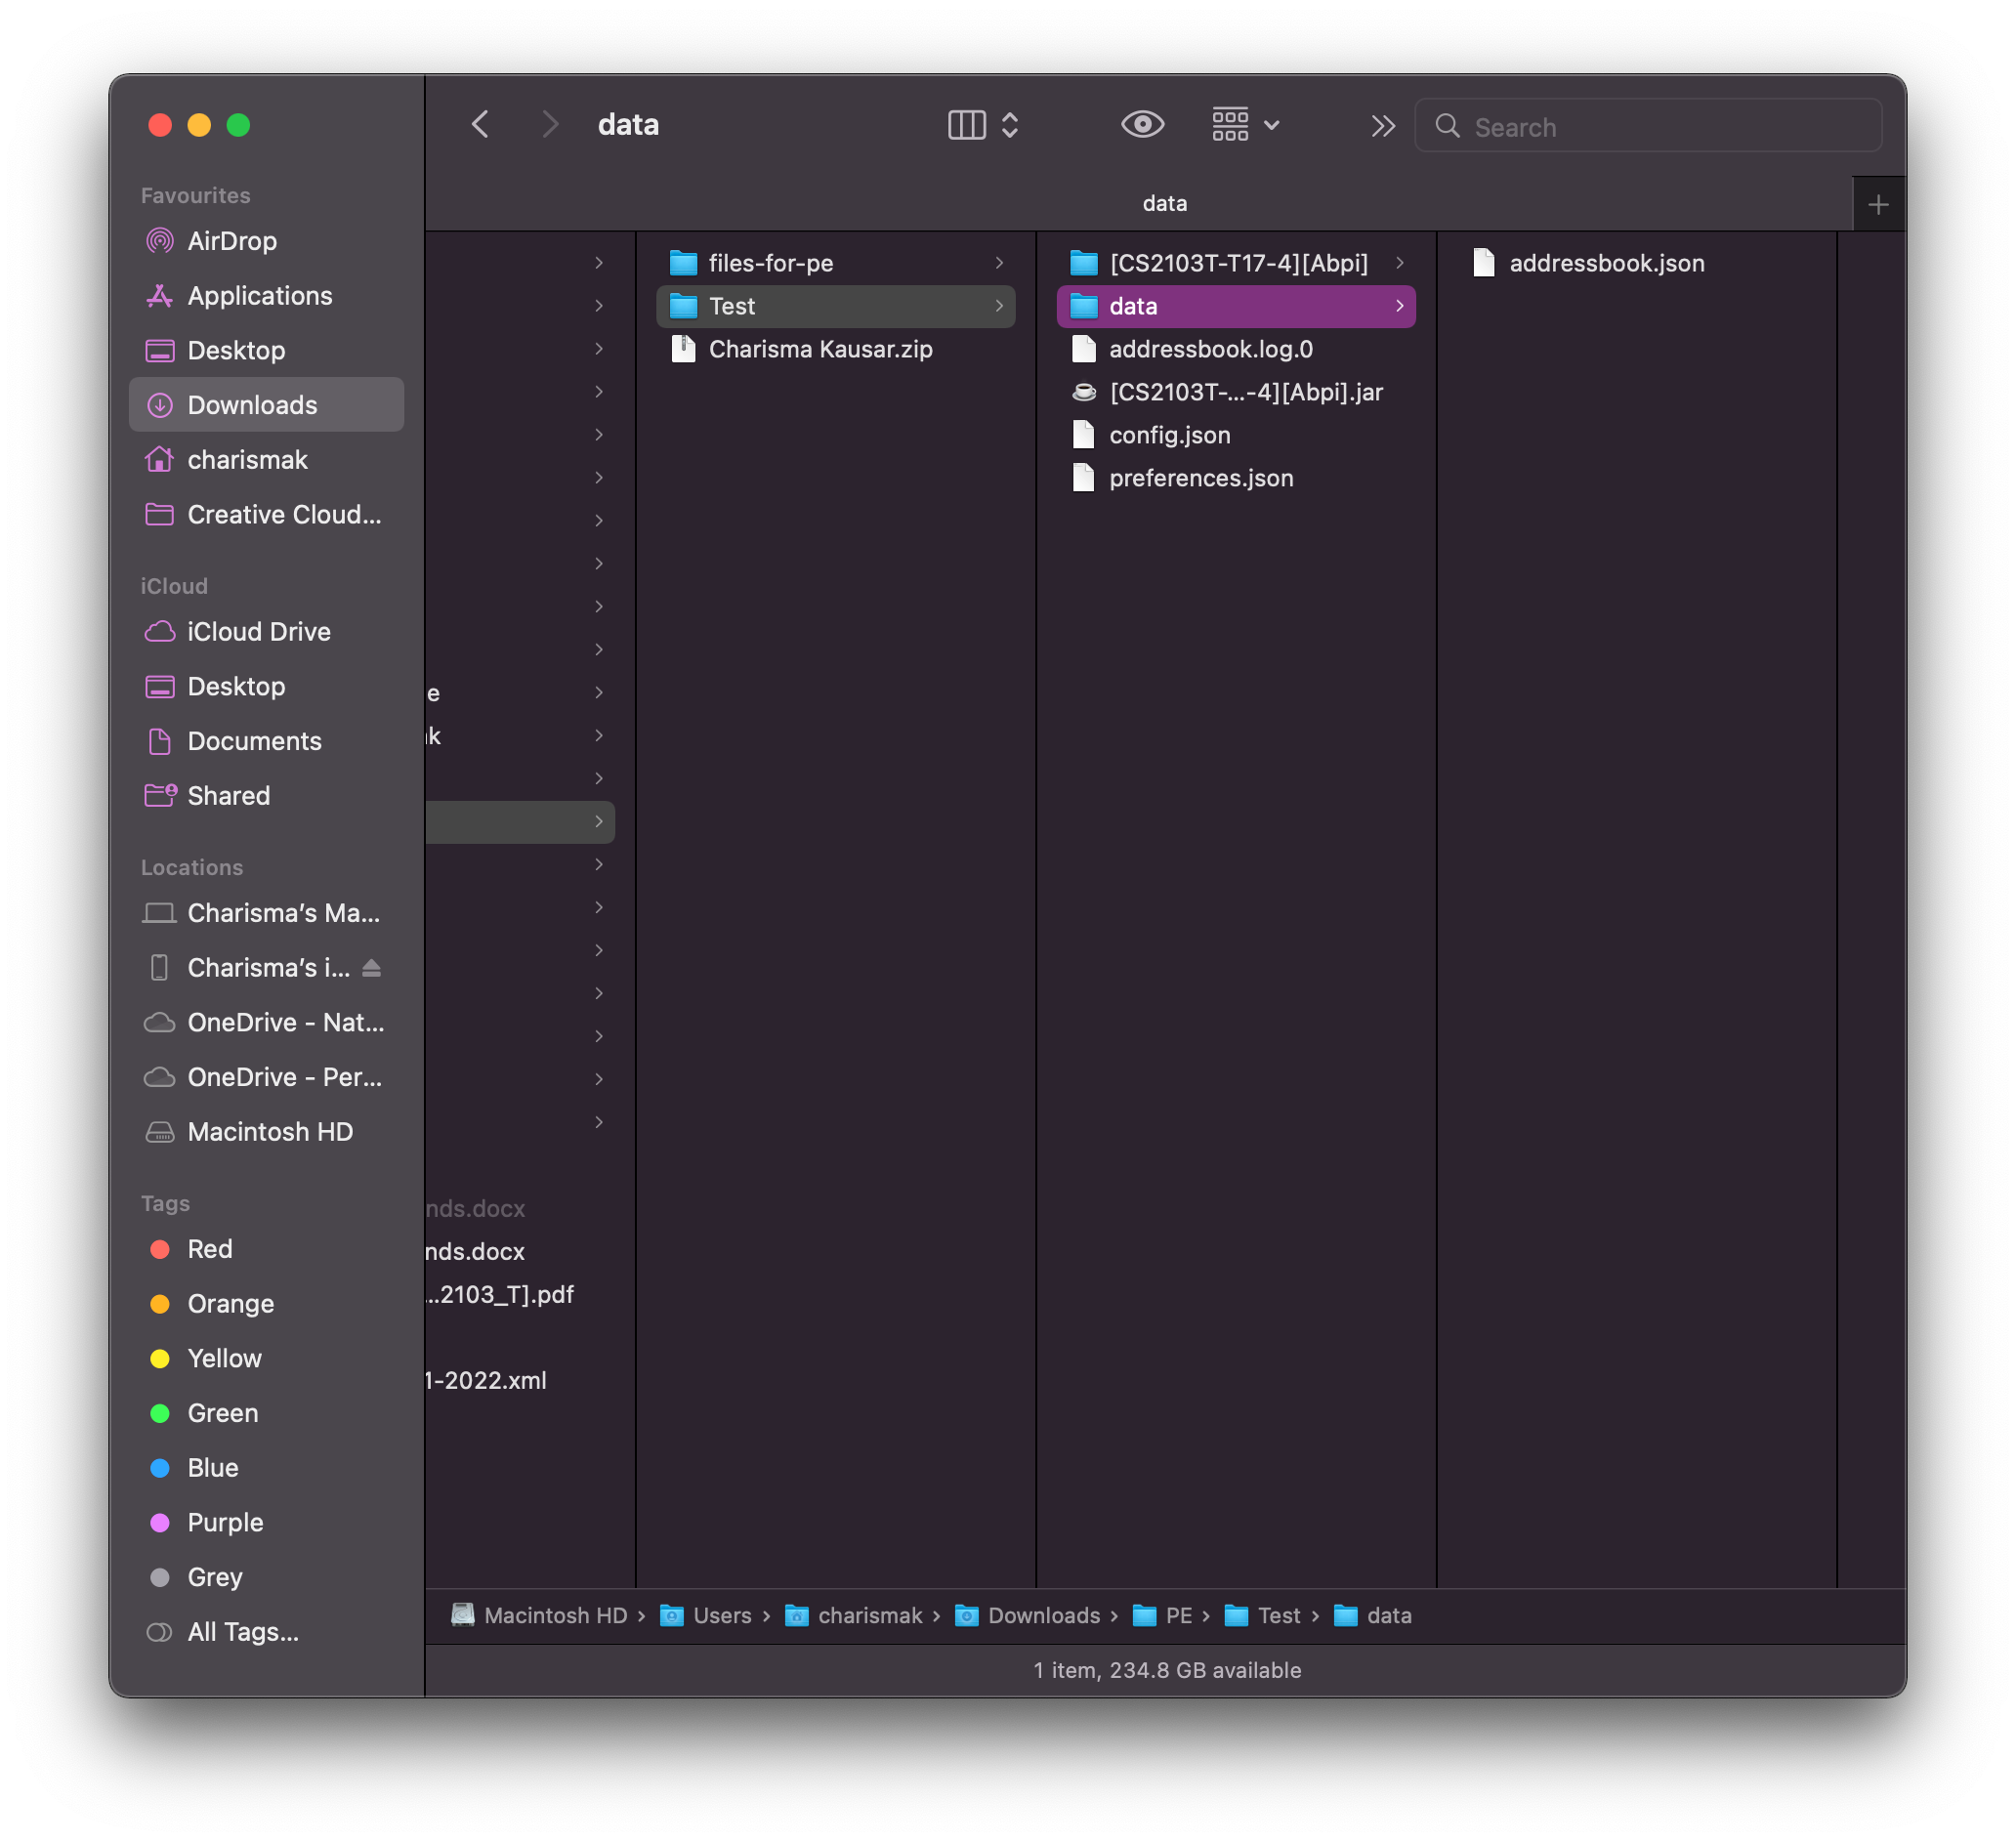 data
Search
data
Favourites
AirDrop
Applications
Desktop
Downloads
charismak
Creative Cloud...
iCloud
iCloud Drive
Desktop
Documents
Shared
Locations
Charisma's Ma...
Charisma's i...
OneDrive - Nat...
OneDrive - Per...
Macintosh HD
Tags
Red
Orange
Yellow
Green
Blue
Purple
Grey
All Tags...
e
k
nds.docx
nds.docx
...2103_T].pdf
1-2022.xml
files-for-pe
Test
Charisma Kausar.zip
[CS2103T-T17-4][Abpi]
data
addressbook.log.0
[CS2103T-...-4][Abpi].jar
config.json
preferences.json
addressbook.json
Macintosh HD › Users › charismak › Downloads › PE › Test › data
1 item, 234.8 GB available